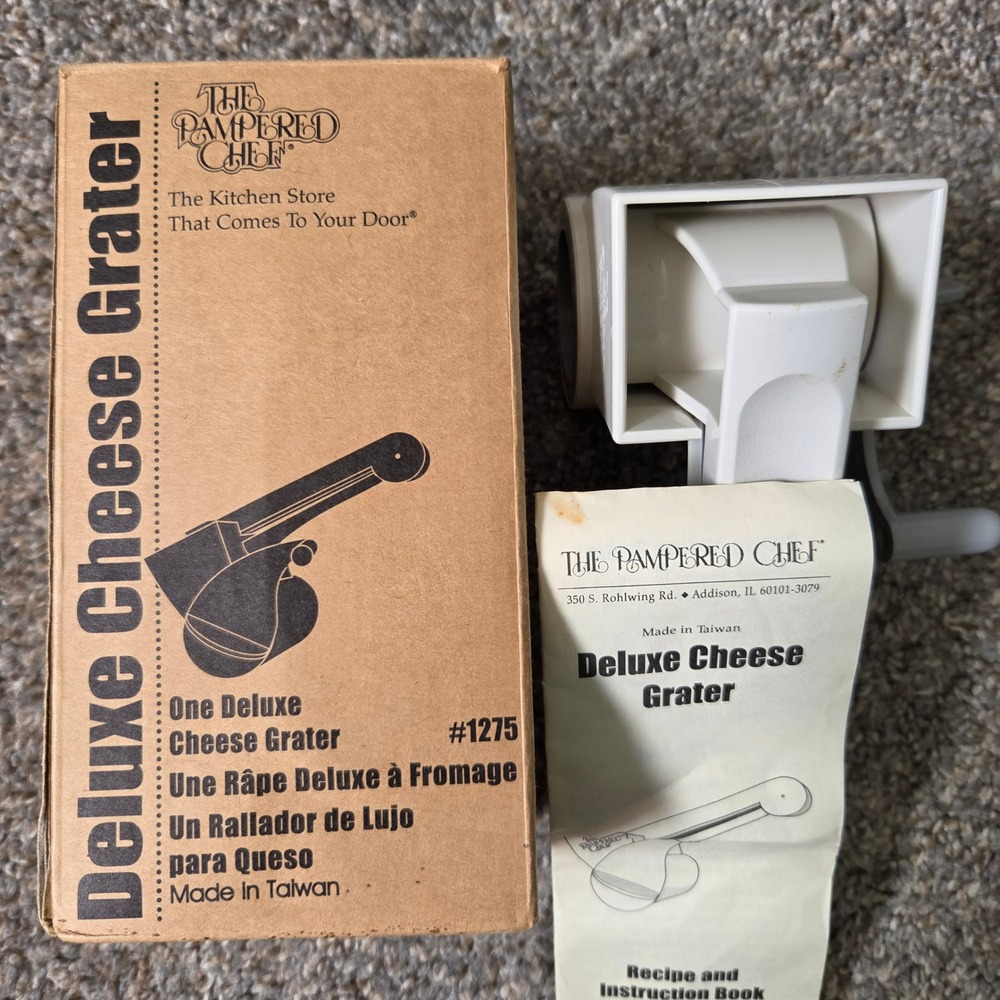 Deluxe Cheese Grater
THE
PAMPERED
CHEF®
The Kitchen Store
That Comes To Your Door®
One Deluxe
Cheese Grater
#1275
Une Râpe Deluxe à Fromage
Un Rallador de Lujo
para Queso
Made in Taiwan
THE PAMPERED CHEF®
350 S. Rohlwing Rd. ◆ Addison, IL 60101-3079
Made in Taiwan
Deluxe Cheese
Grater
Recipe and
Instruction Book